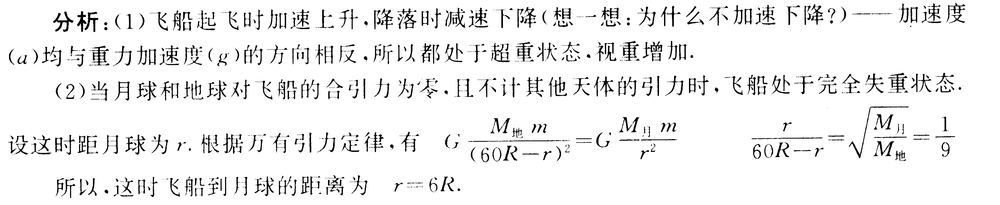 分析:(1)飞船起飞时加速上升,降落时减速下降(想一想:为什么不加速下降?)——加速度
(a)均与重力加速度(g)的方向相反,所以都处于超重状态.视重增加.
(2)当月球和地球对飞船的合引力为零,且不计其他天体的引力时,飞船处于完全失重状态.
设这时距月球为 r. 根据万有引力定律,有 G\frac{M_{地} m}{(60R-r)^2}=G\frac{M_{月} m}{r^2} \frac{r}{60R-r}=\sqrt{\frac{M_{月}}{M_{地}}}=\frac{1}{9}
所以,这时飞船到月球的距离为 r=6R.